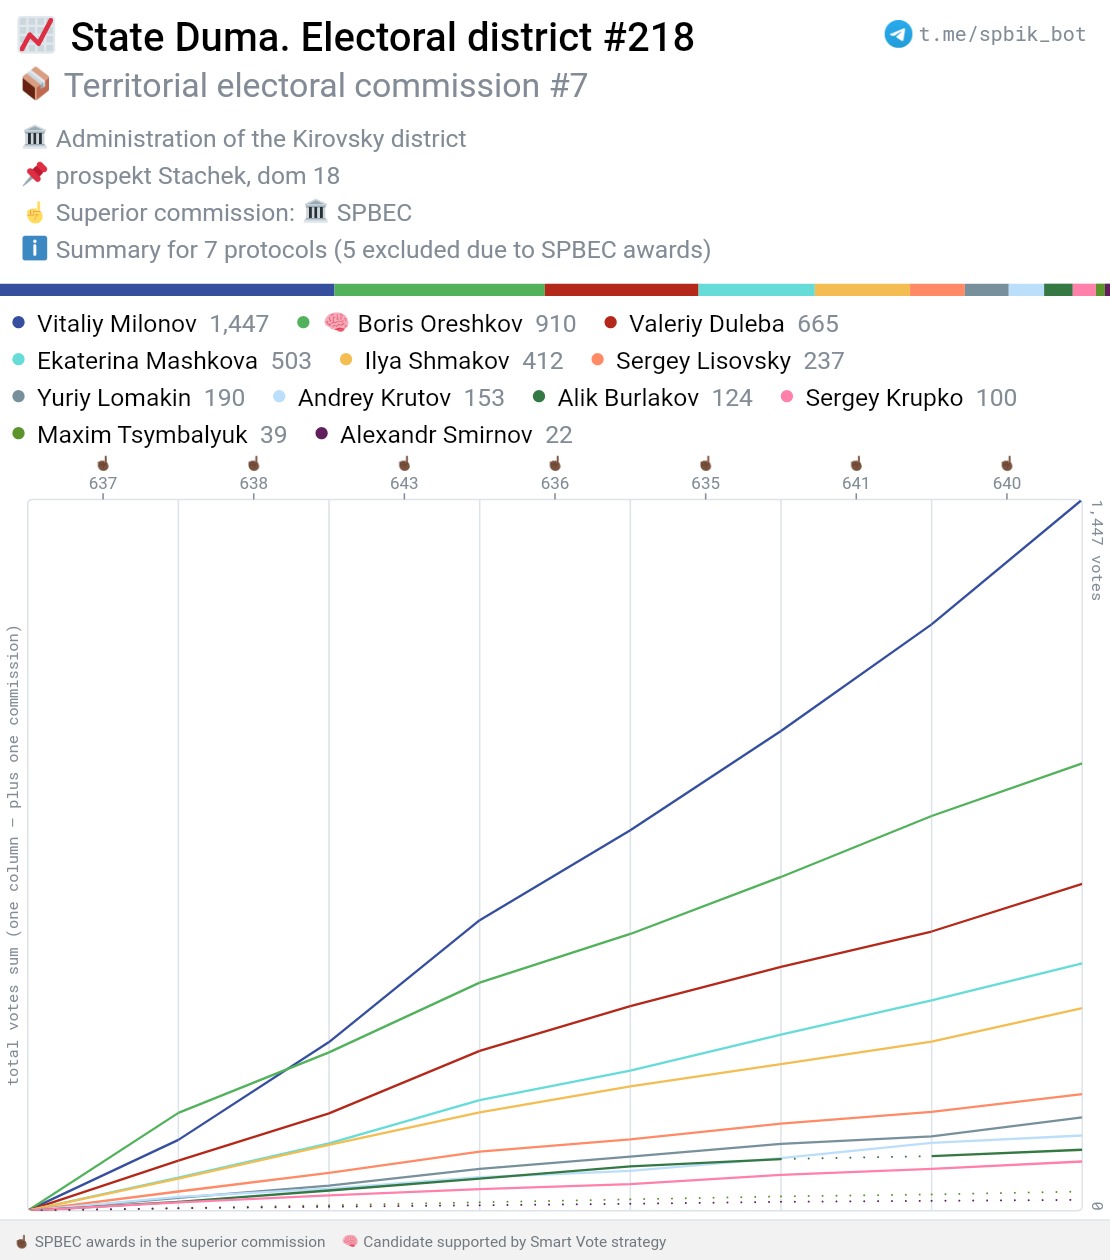 State Duma. Electoral district #218
t.me/spbik_bot
Territorial electoral commission #7
Administration of the Kirovsky district
prospekt Stachek, dom 18
Superior commission: SPBEC
Summary for 7 protocols (5 excluded due to SPBEC awards)
Vitaliy Milonov 1,447 Boris Oreshkov 910 Valeriy Duleba 665
Ekaterina Mashkova 503 Ilya Shmakov 412 Sergey Lisovsky 237
Yuriy Lomakin 190 Andrey Krutov 153 Alik Burlakov 124 Sergey Krupko 100
Maxim Tsymbalyuk 39 Alexandr Smirnov 22
637 638 643 636 635 641 640
1,447 votes
total votes sum (one column – plus one commission)
0
SPBEC awards in the superior commission Candidate supported by Smart Vote strategy